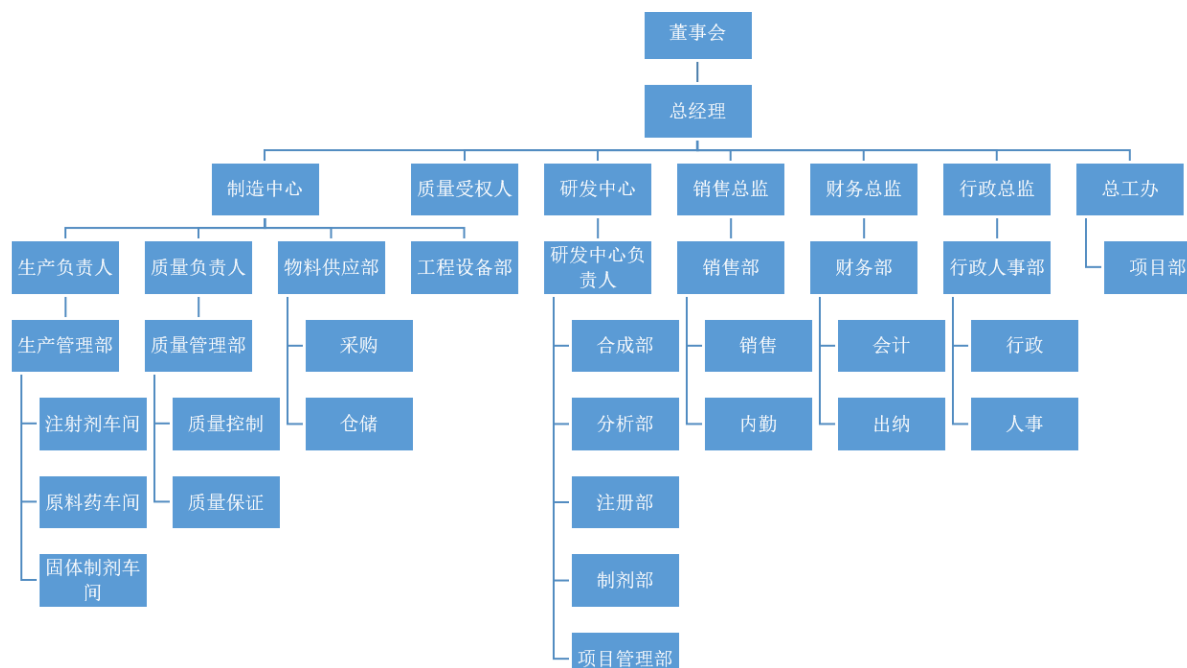 董事会
总经理
制造中心
质量受权人
研发中心
销售总监
财务总监
行政总监
总工办
生产负责人
质量负责人
物料供应部
工程设备部
研发中心负
责人
销售部
财务部
行政人事部
项目部
生产管理部
质量管理部
采购
合成部
销售
会计
行政
注射剂车间
质量控制
仓储
分析部
内勤
出纳
人事
原料药车间
质量保证
注册部
固体制剂车
间
制剂部
项目管理部